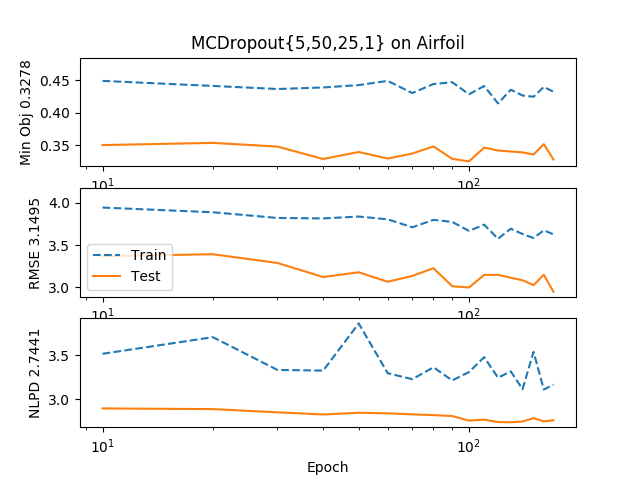 MCDropout{5,50,25,1} on Airfoil
Min Obj 0.3278
0.45
0.40
0.35
10¹
10²
RMSE 3.1495
4.0
3.5
3.0
Train
Test
10¹
10²
NLPD 2.7441
3.5
3.0
10¹
10²
Epoch